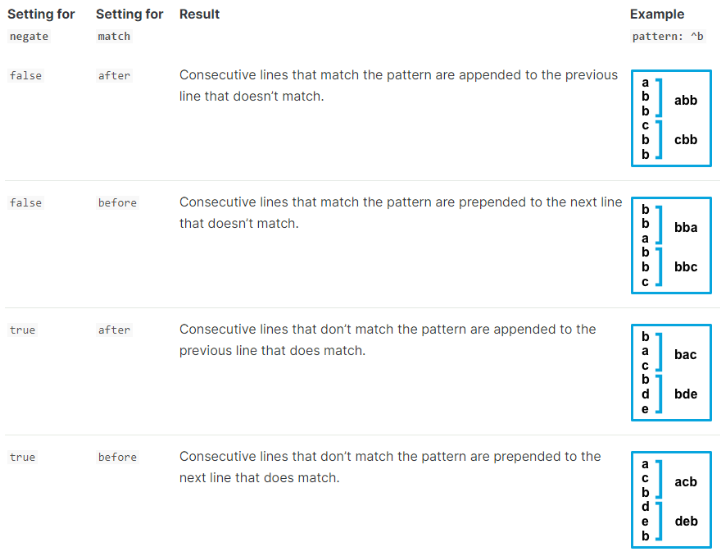 Setting for Setting for Result Example
negate match pattern: ^b
false after Consecutive lines that match the pattern are appended to the previous
line that doesn’t match.
a
b
b
abb
c
b
b
cbb
false before Consecutive lines that match the pattern are prepended to the next line
that doesn’t match.
b
b
a
bba
b
b
c
bbc
true after Consecutive lines that don’t match the pattern are appended to the
previous line that does match.
b
a
c
bac
b
d
e
bde
true before Consecutive lines that don’t match the pattern are prepended to the
next line that does match.
a
c
b
acb
d
e
b
deb